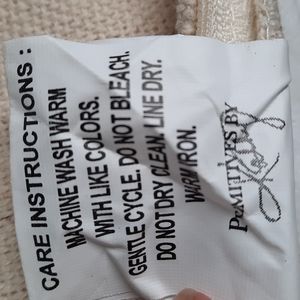 CARE INSTRUCTIONS :
MACHINE WASH WARM
WITH LIKE COLORS.
GENTLE CYCLE, DO NOT BLEACH.
DO NOT DRY CLEAN. LINE DRY.
WARM IRON.
PRIMITIVES BY
Kathy